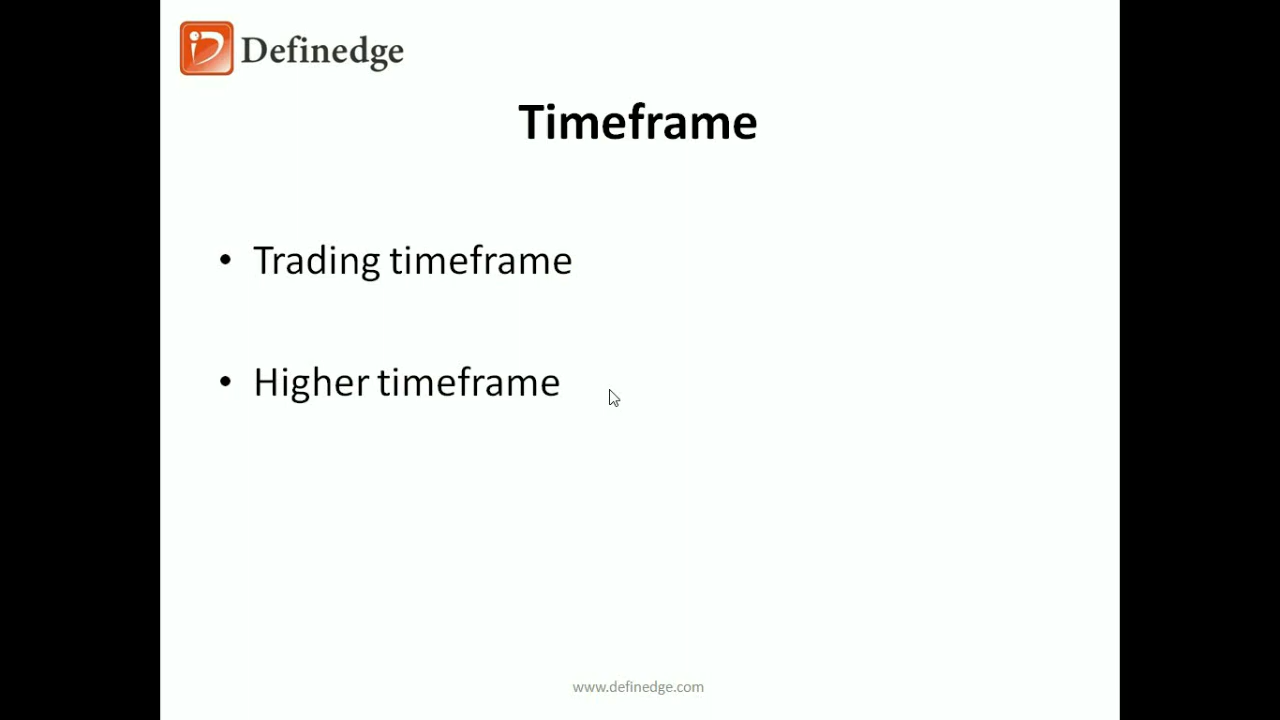 Definedge
Timeframe
• Trading timeframe
• Higher timeframe
www.definedge.com